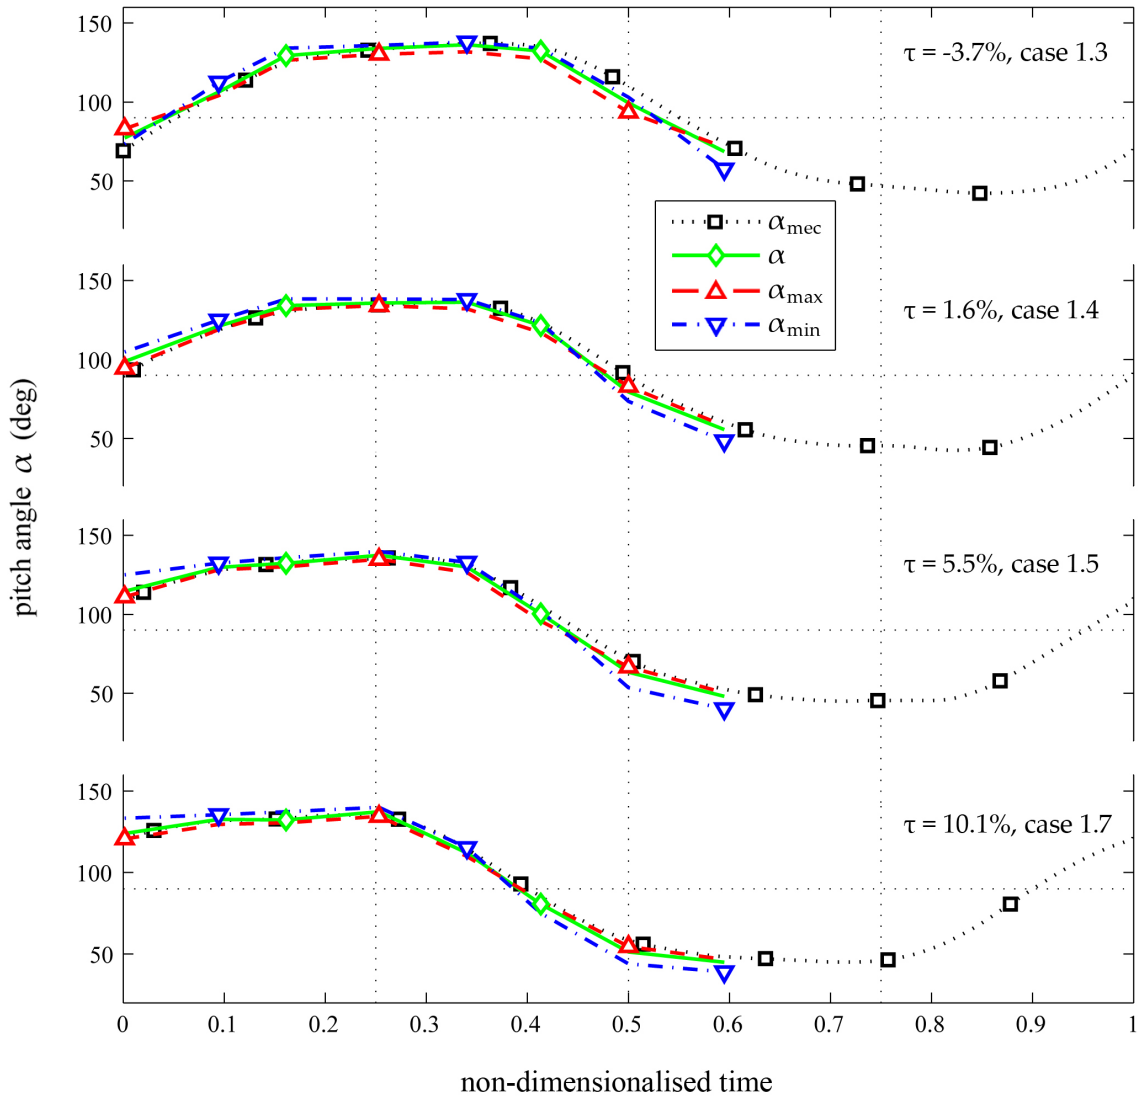 150
100
50
τ = -3.7%, case 1.3
α mec
α
α max
α min
150
100
50
τ = 1.6%, case 1.4
pitch angle α (deg)
150
100
50
τ = 5.5%, case 1.5
150
100
50
τ = 10.1%, case 1.7
0 0.1 0.2 0.3 0.4 0.5 0.6 0.7 0.8 0.9 1
non-dimensionalised time